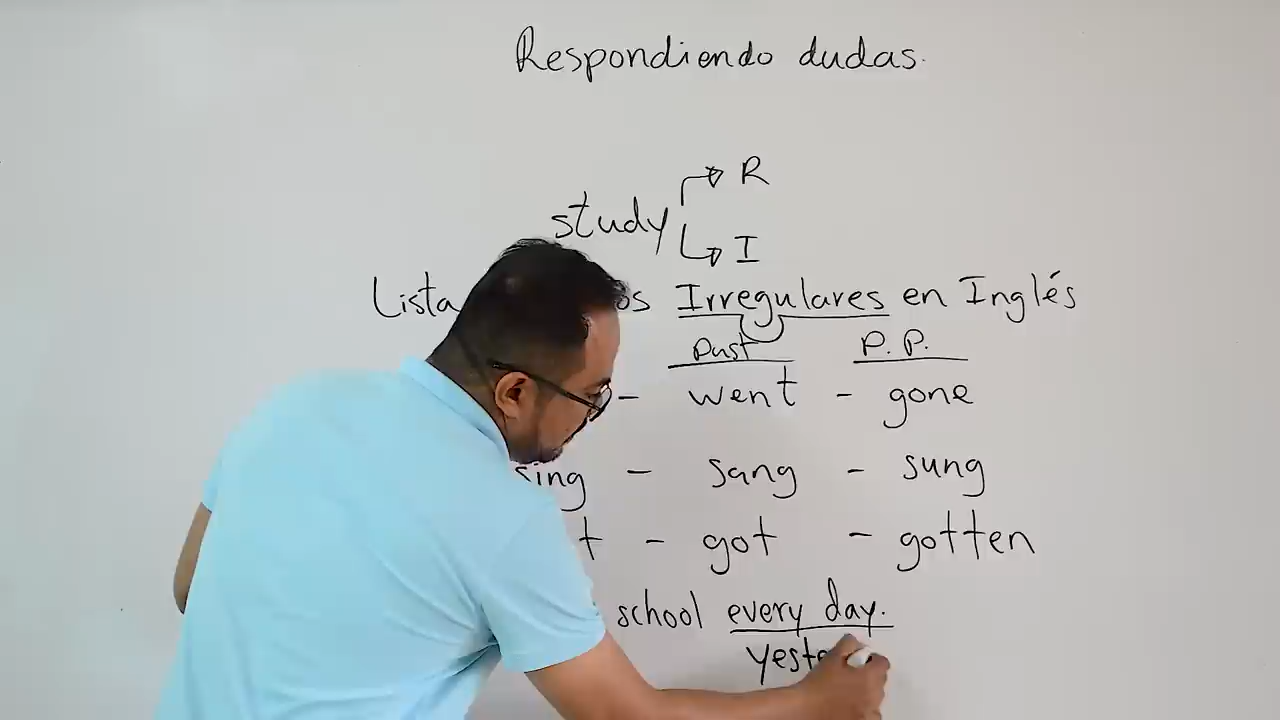 Respondiendo dudas.
study → R
→ I
Lista os Irregulares en Inglés
Past P. P.
- went - gone
sing - sang - sung
t - got - gotten
school every day.
yeste